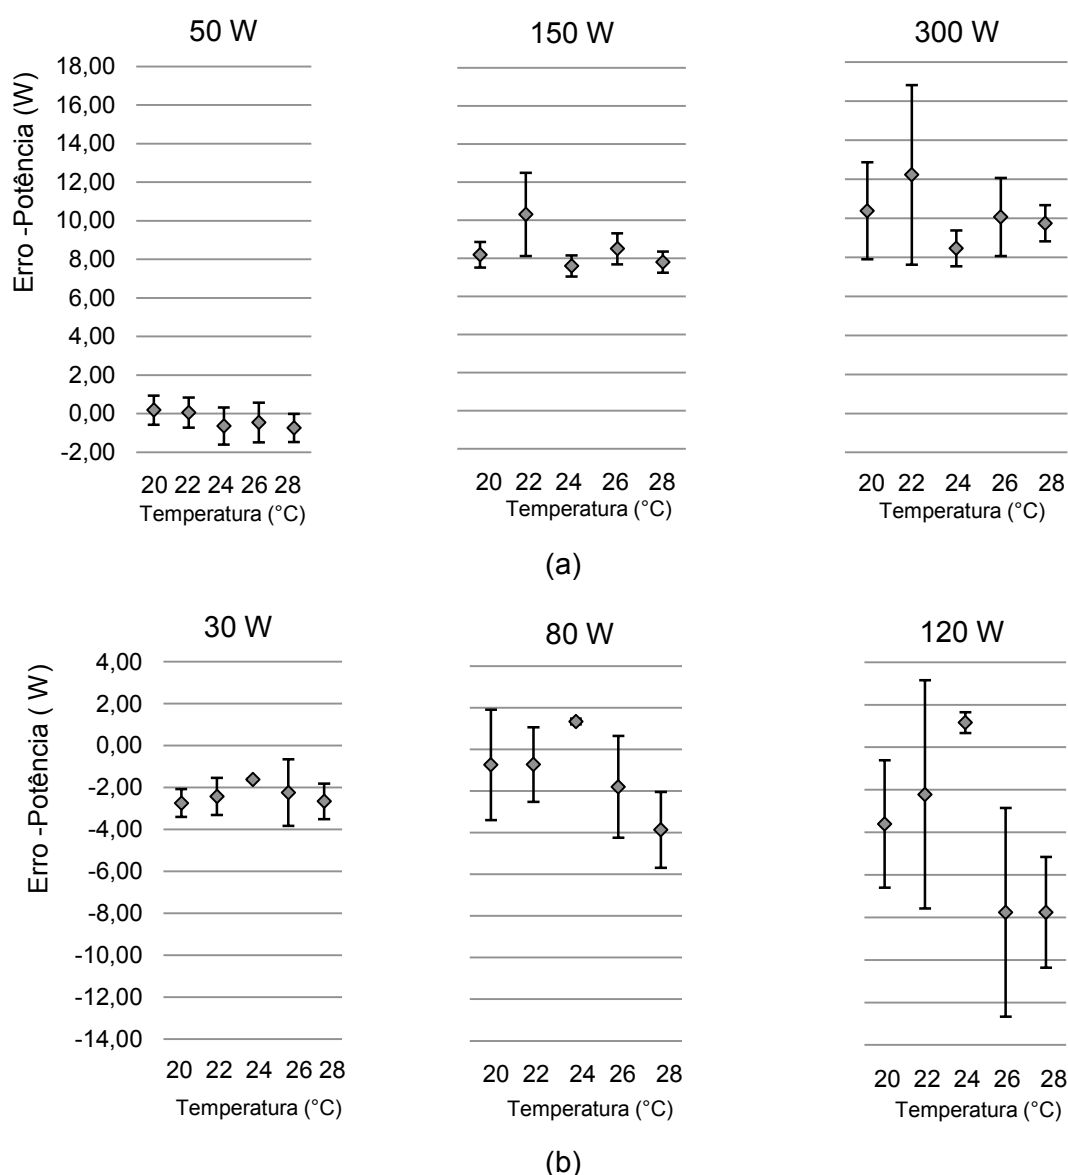 50 W
150 W
300 W
Erro -Potência (W)
18,00
16,00
14,00
12,00
10,00
8,00
6,00
4,00
2,00
0,00
-2,00
20 22 24 26 28
Temperatura (°C)
20 22 24 26 28
Temperatura (°C)
20 22 24 26 28
Temperatura (°C)
(a)
30 W
80 W
120 W
Erro -Potência ( W)
4,00
2,00
0,00
-2,00
-4,00
-6,00
-8,00
-10,00
-12,00
-14,00
20 22 24 26 28
Temperatura (°C)
20 22 24 26 28
Temperatura (°C)
20 22 24 26 28
Temperatura (°C)
(b)